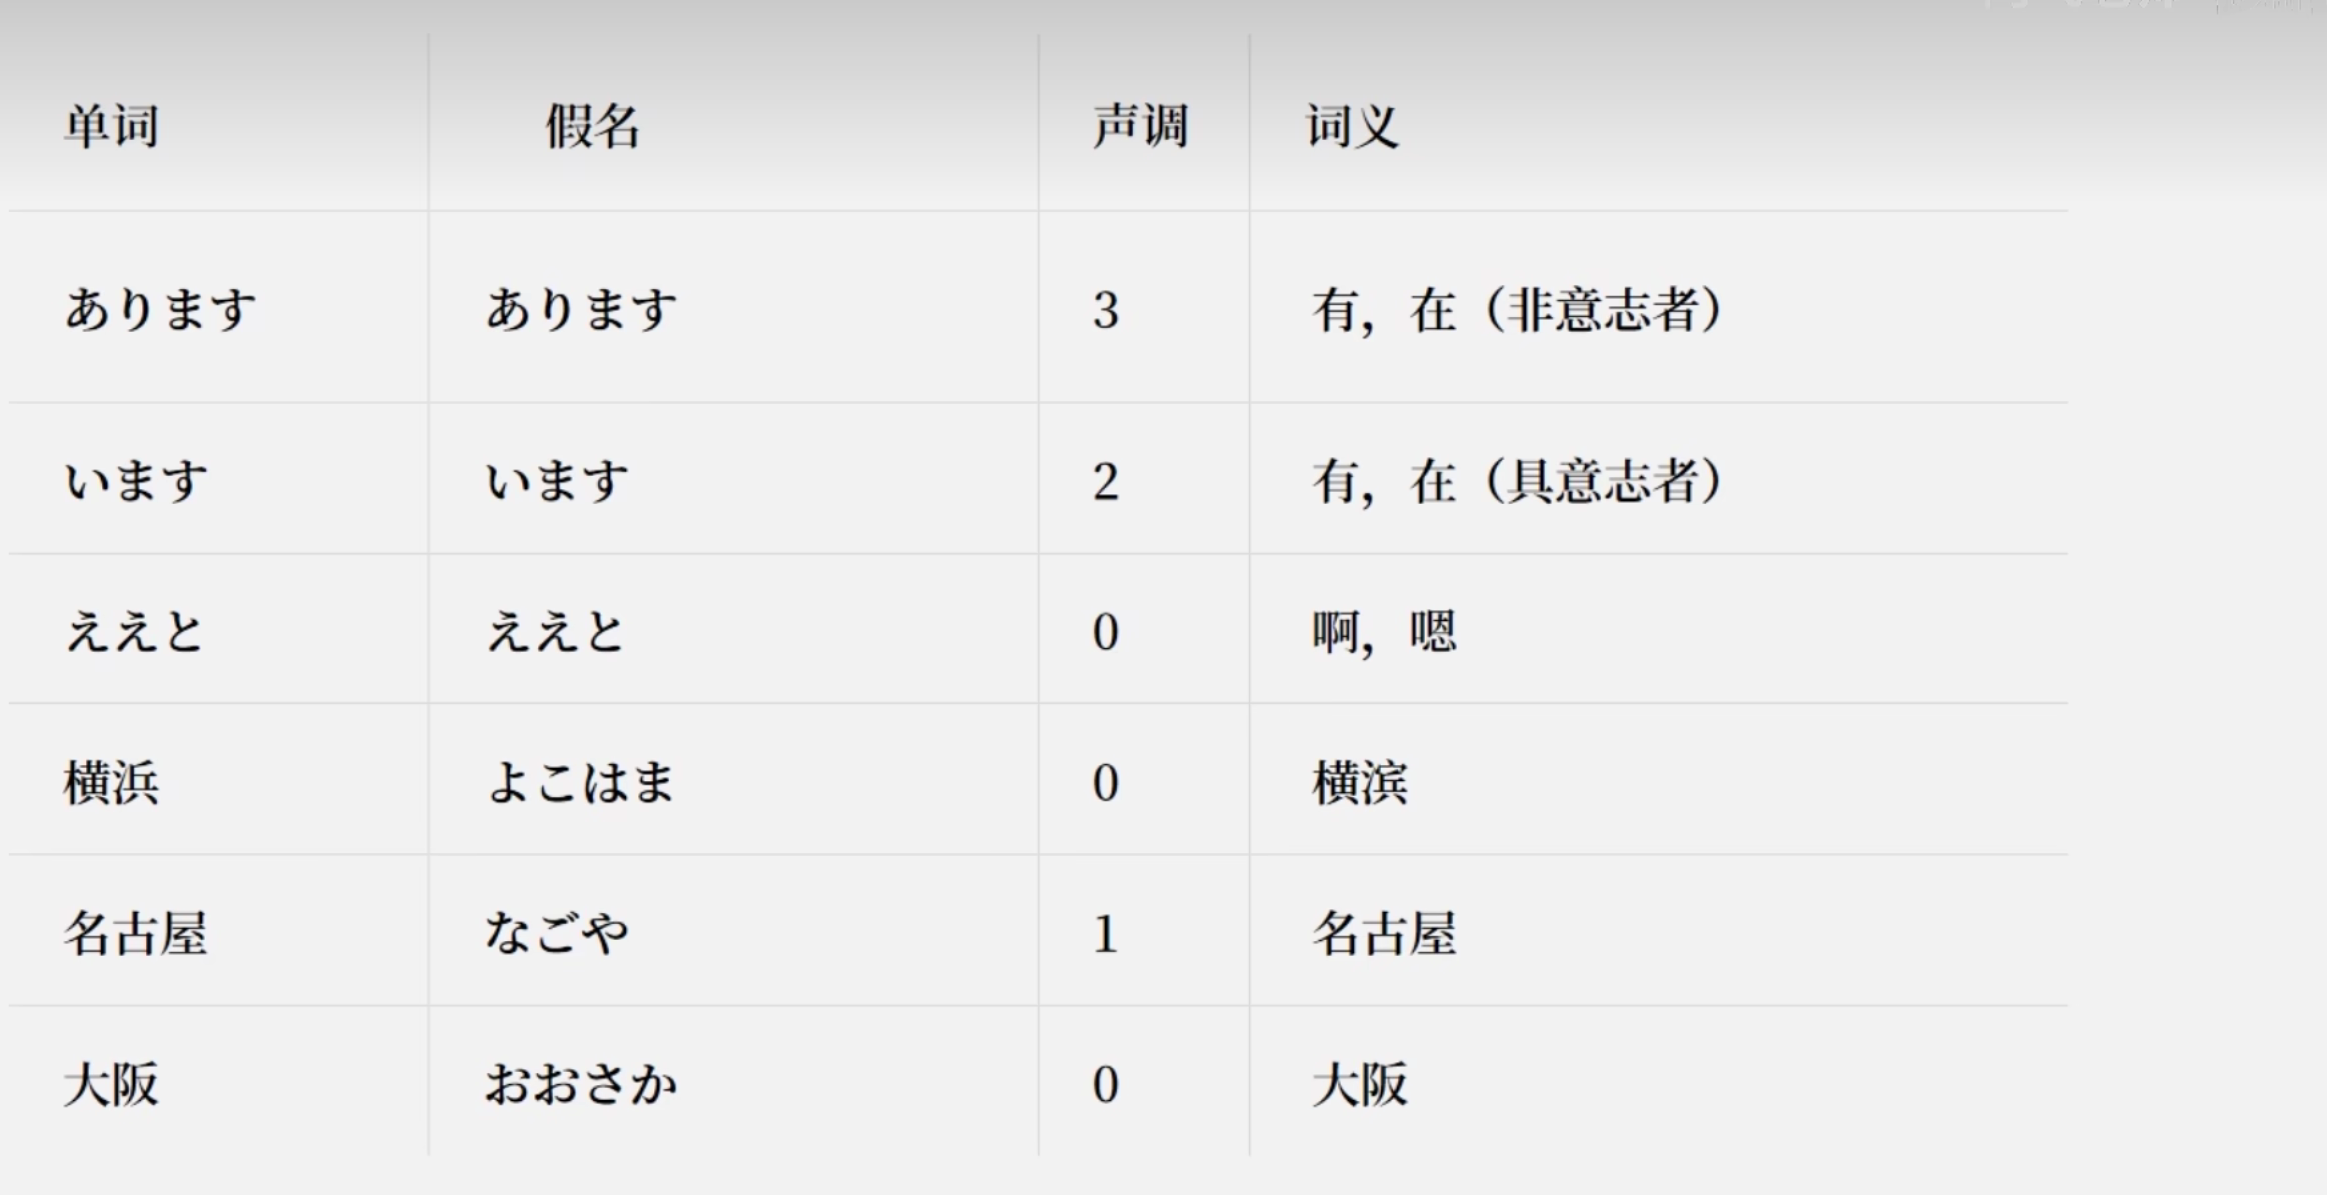 单词 假名 声调 词义
あります あります 3 有，在（非意志者）
います います 2 有，在（具意志者）
ええと ええと 0 啊，嗯
横浜 よこはま 0 横滨
名古屋 なごや 1 名古屋
大阪 おおさか 0 大阪